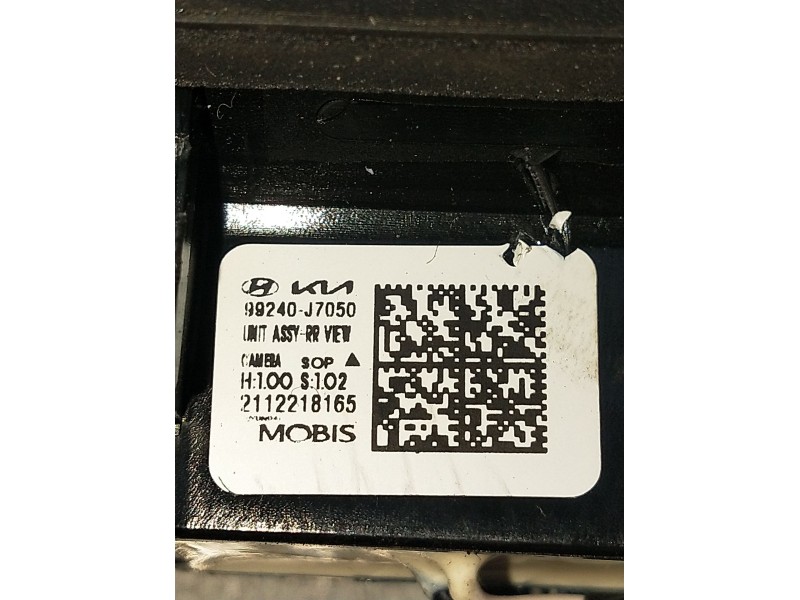 KIA
99240-J7050
UNIT ASSY-RR VIEW
CAMERA SOP ▲
H:1.00 S:1.02
2112218165
MOBIS